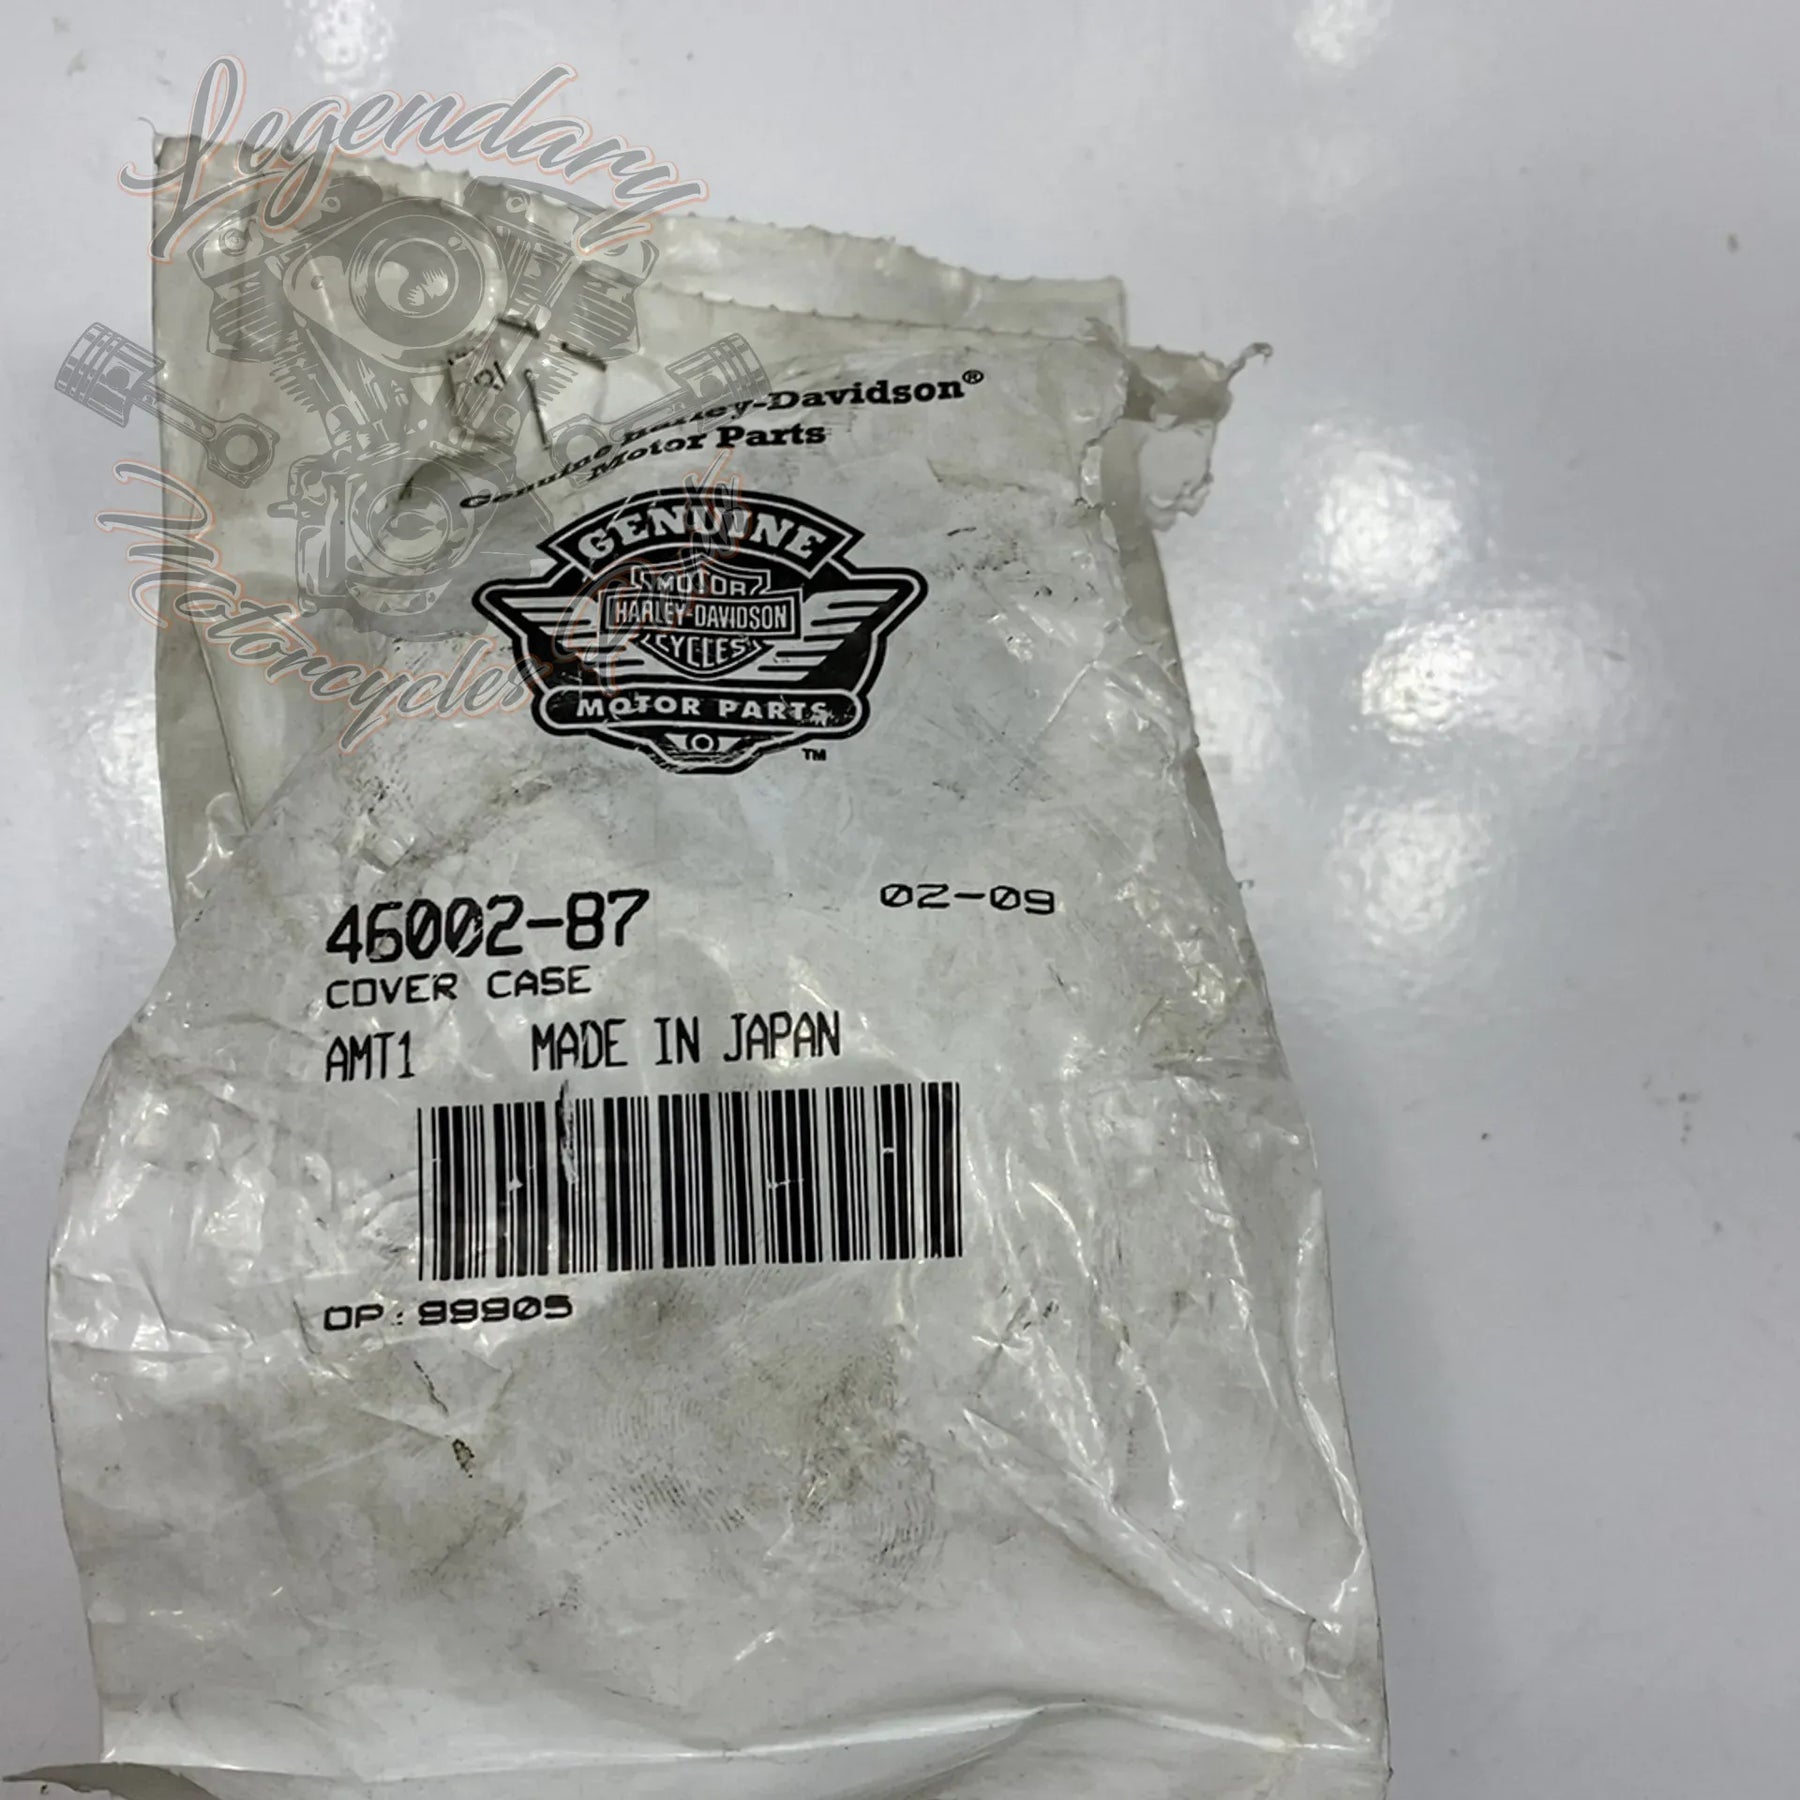 Legendary
Motorcycles Parts
Genuine Harley-Davidson®
Motor Parts
GENUINE
MOTOR
HARLEY-DAVIDSON
CYCLES
MOTOR PARTS
TM
46002-87
02-09
COVER CASE
AMT1 MADE IN JAPAN
OP: 99905